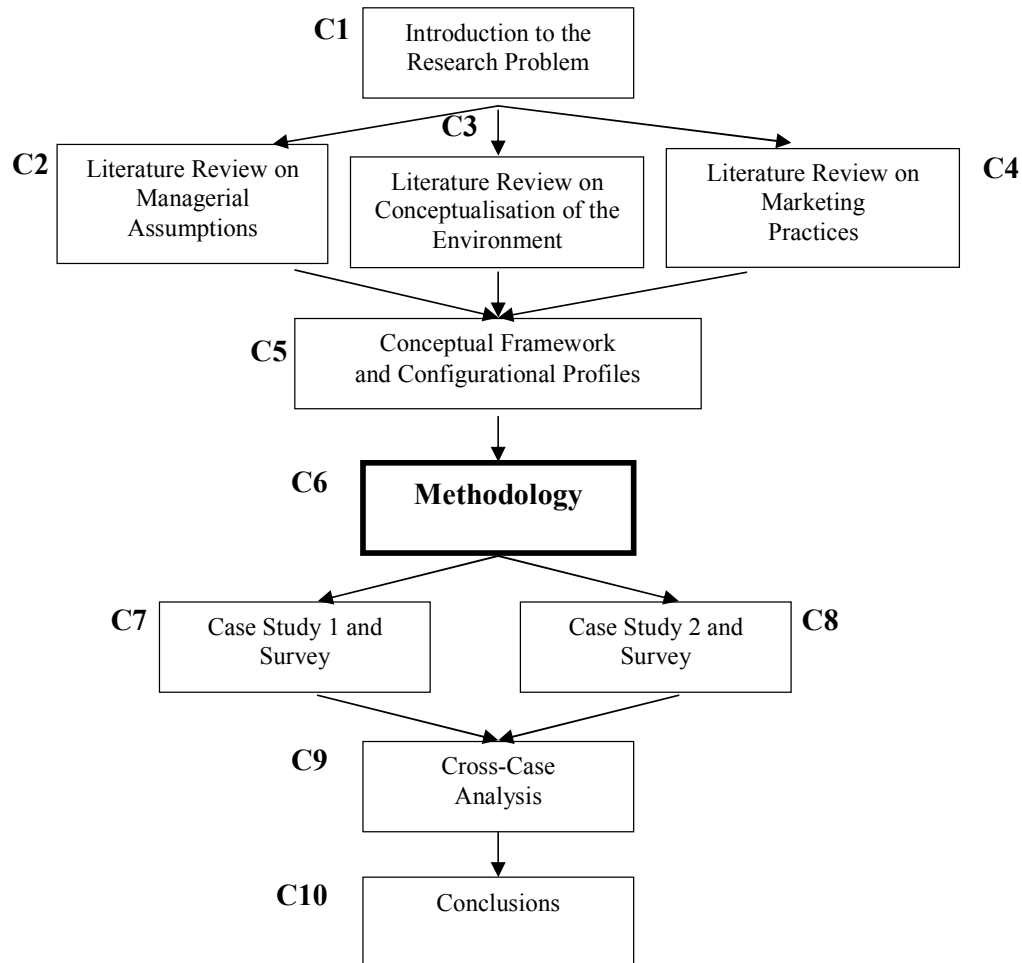 C1
Introduction to the
Research Problem
C3
C2
Literature Review on
Managerial
Assumptions
Literature Review on
Conceptualisation of the
Environment
Literature Review on
Marketing
Practices
C4
C5
Conceptual Framework
and Configurational Profiles
C6
Methodology
C7
Case Study 1 and
Survey
Case Study 2 and
Survey
C8
C9
Cross-Case
Analysis
C10
Conclusions